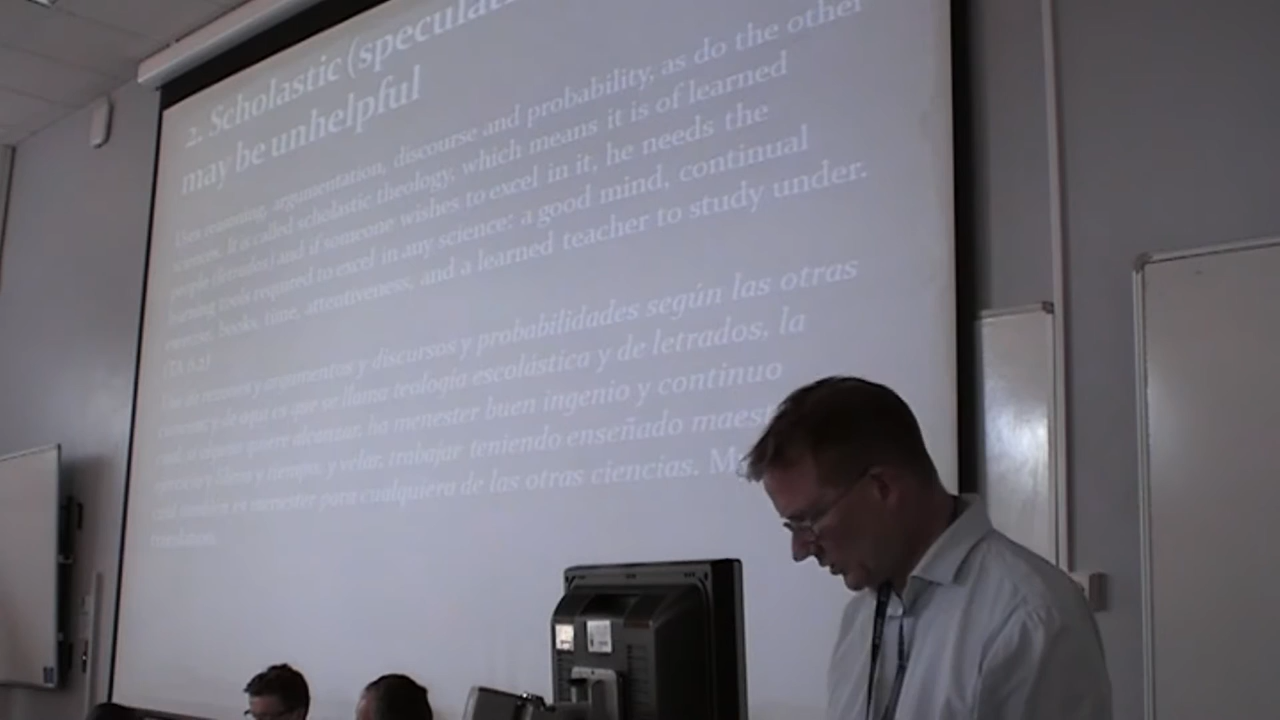 2. Scholastic (speculati
may be unhelpful
Uses reasoning, argumentation, discourse and probability, as do the other
sciences. It is called scholastic theology, which means it is of learned
people (letrados) and if someone wishes to excel in it, he needs the
learning tools required to excel in any science: a good mind, continual
exercise, books, time, attentiveness, and a learned teacher to study under.
(TA 6.2)
Usa de razones y argumentos y discursos y probabilidades según las otras
ciencias; y de aquí es que se llama teología escolástica y de letrados, la
cual si alguno quiere alcanzar, ha menester buen ingenio y continuo
ejercicio y libros y tiempo, y velar, trabajar teniendo enseñado maest
cual también es menester para cualquiera de las otras ciencias. M
translation.